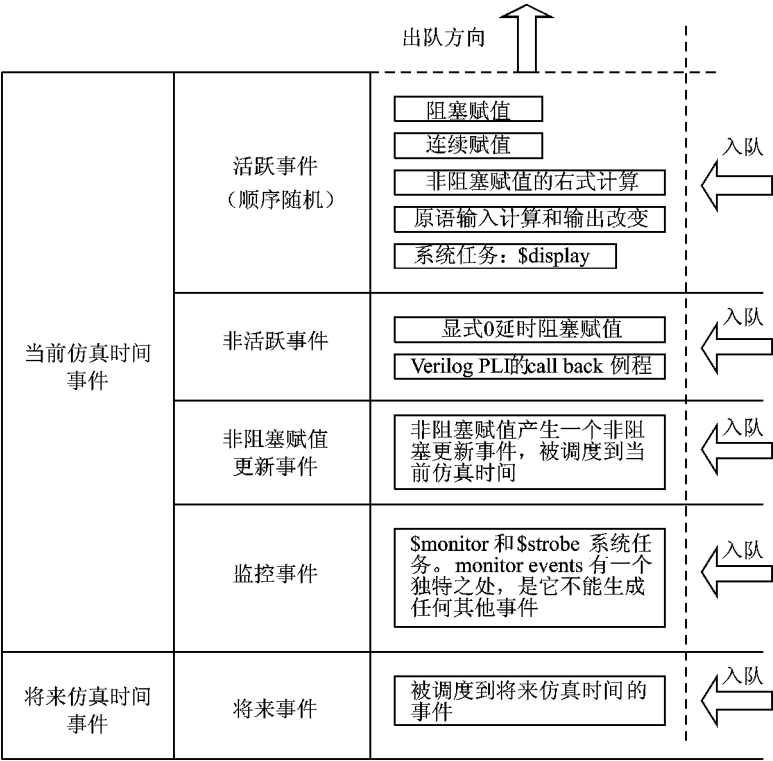 出队方向
活跃事件
（顺序随机）
阻塞赋值
连续赋值
非阻塞赋值的右式计算
原语输入计算和输出改变
系统任务：$display
入队
当前仿真时间
事件
非活跃事件
显式0延时阻塞赋值
Verilog PLI的call back 例程
入队
非阻塞赋值
更新事件
非阻塞赋值产生一个非阻
塞更新事件，被调度到当
前仿真时间
入队
监控事件
$monitor 和$strobe 系统任
务。monitor events 有一个
独特之处，是它不能生成
任何其他事件
入队
将来仿真时间
事件
将来事件
被调度到将来仿真时间的
事件
入队